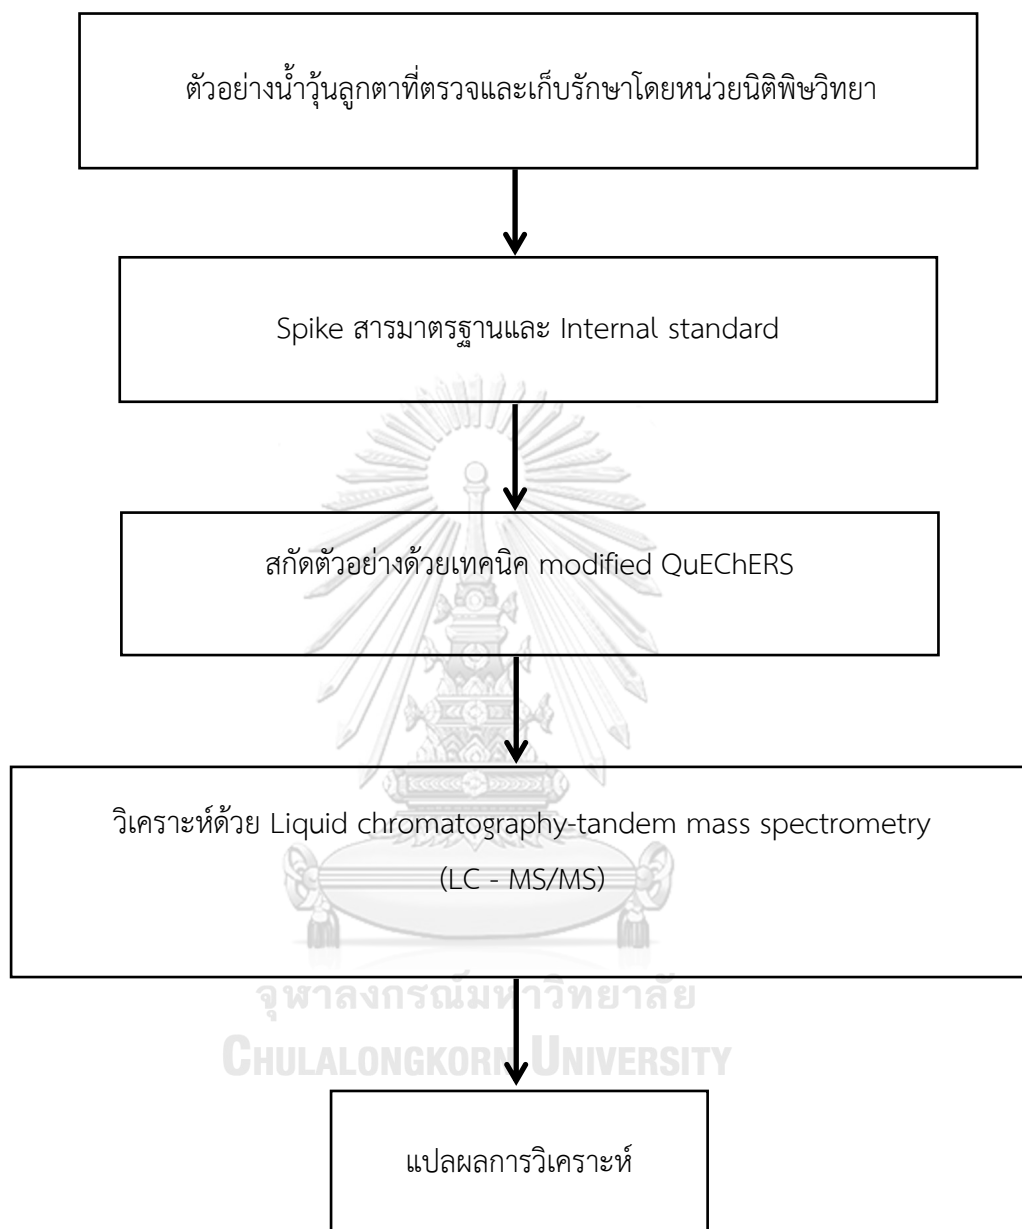 ตัวอย่างน้ำวุ้นลูกตาที่ตรวจและเก็บรักษาโดยหน่วยนิติพิษวิทยา
Spike สารมาตรฐานและ Internal standard
สกัดตัวอย่างด้วยเทคนิค modified QuEChERS
วิเคราะห์ด้วย Liquid chromatography-tandem mass spectrometry
(LC - MS/MS)
จุฬาลงกรณ์มหาวิทยาลัย
CHULALONGKORN UNIVERSITY
แปลผลการวิเคราะห์